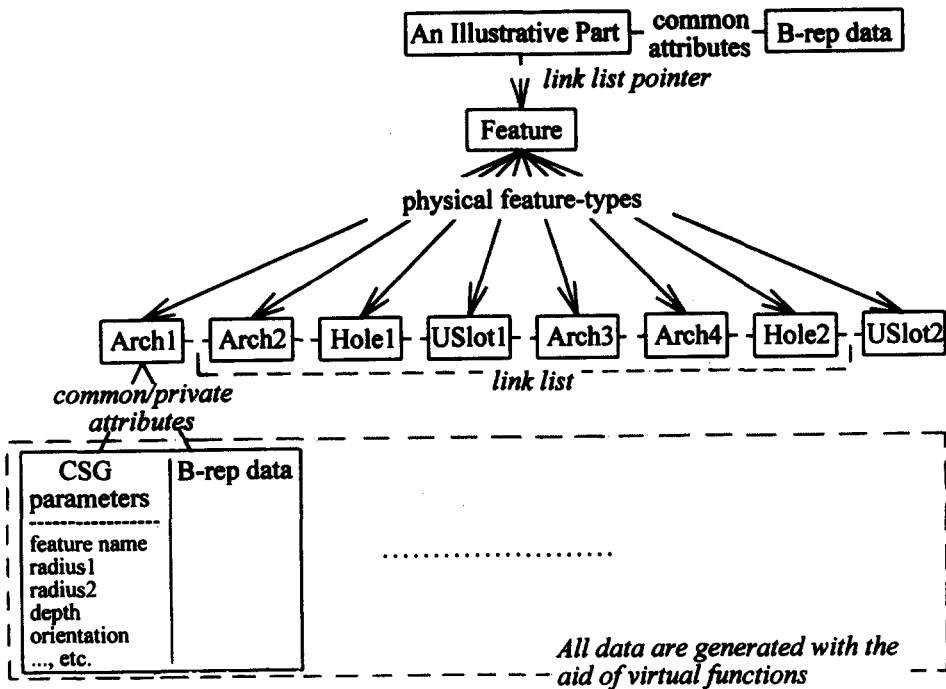 An Illustrative Part
common
attributes
B-rep data
link list pointer
Feature
physical feature-types
Arch1
Arch2
Hole1
USlot1
Arch3
Arch4
Hole2
USlot2
link list
common/private
attributes
CSG
parameters
B-rep data
feature name
radius1
radius2
depth
orientation
..., etc.
All data are generated with the
aid of virtual functions